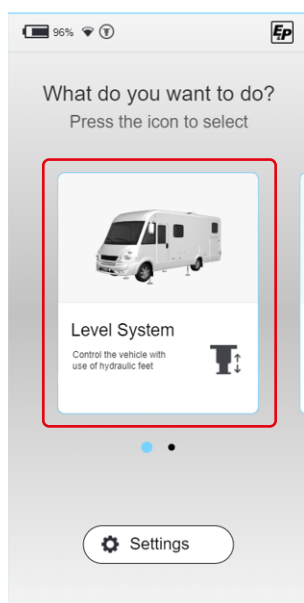 96%
EP
What do you want to do?
Press the icon to select
Level System
Control the vehicle with
use of hydraulic feet
Settings